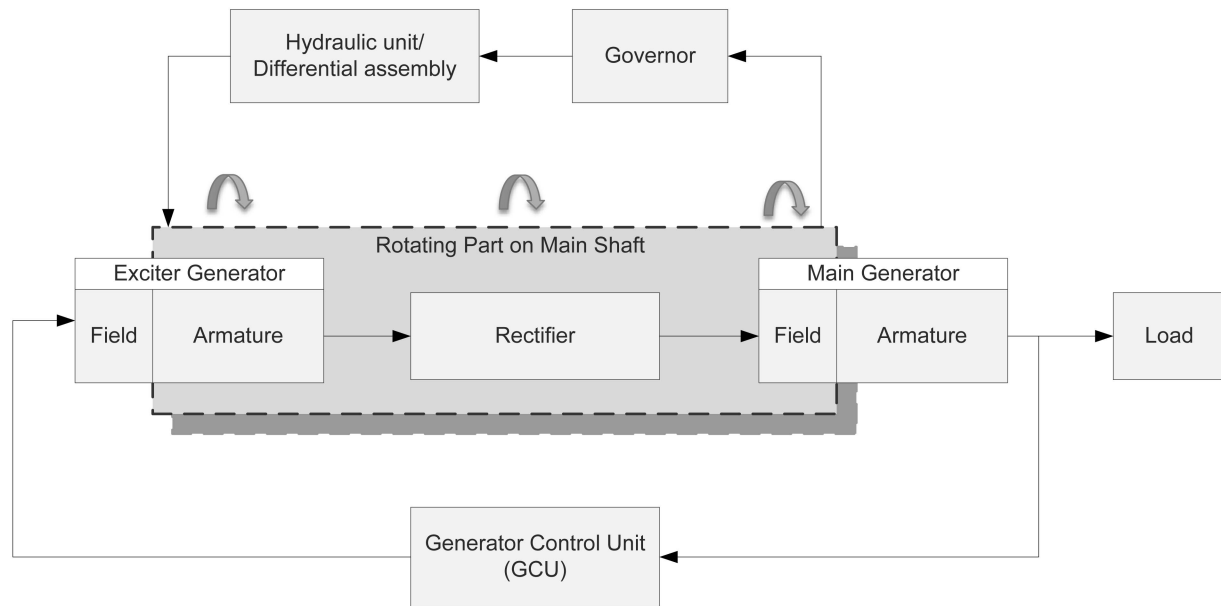 Hydraulic unit/
Differential assembly
Governor
Rotating Part on Main Shaft
Exciter Generator
Main Generator
Field
Armature
Rectifier
Field
Armature
Load
Generator Control Unit
(GCU)